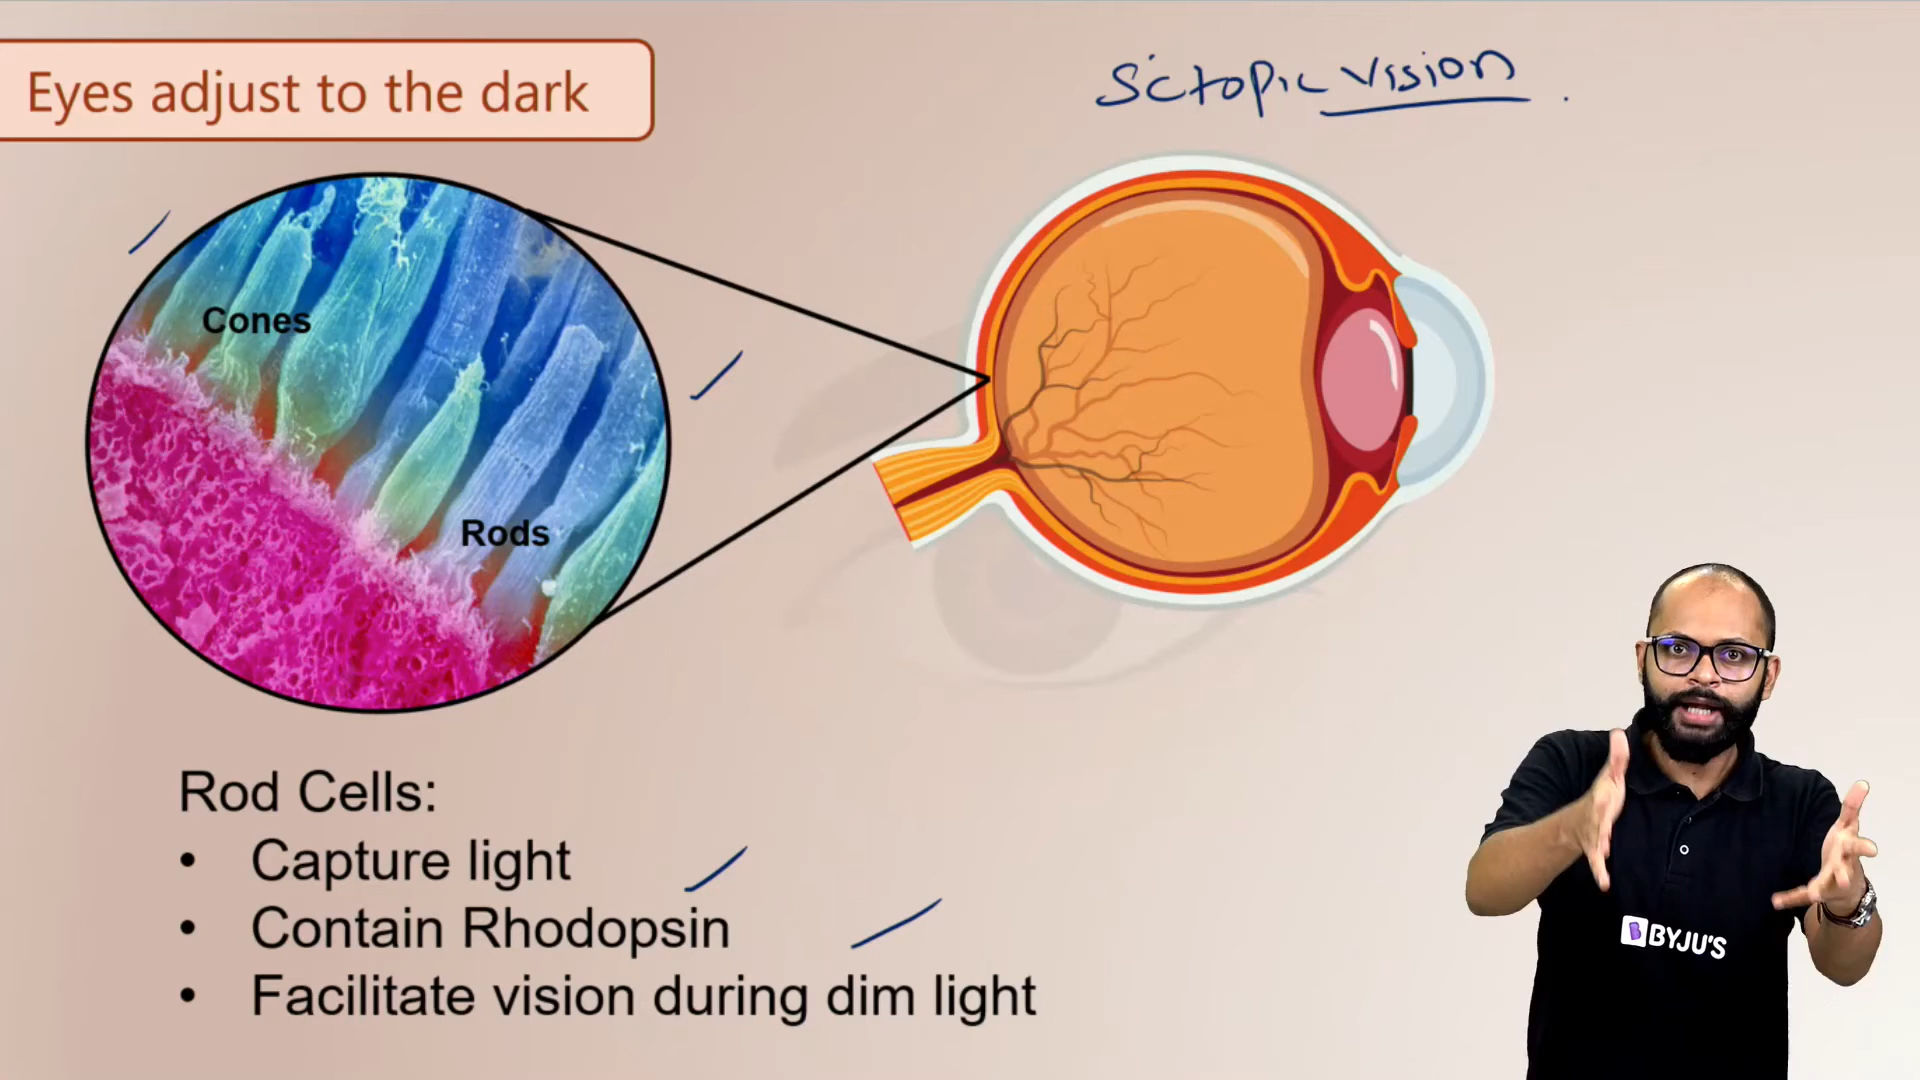 Eyes adjust to the dark
Sctopic vision.
Cones
Rods
Rod Cells:
• Capture light
• Contain Rhodopsin
• Facilitate vision during dim light
BYJU'S